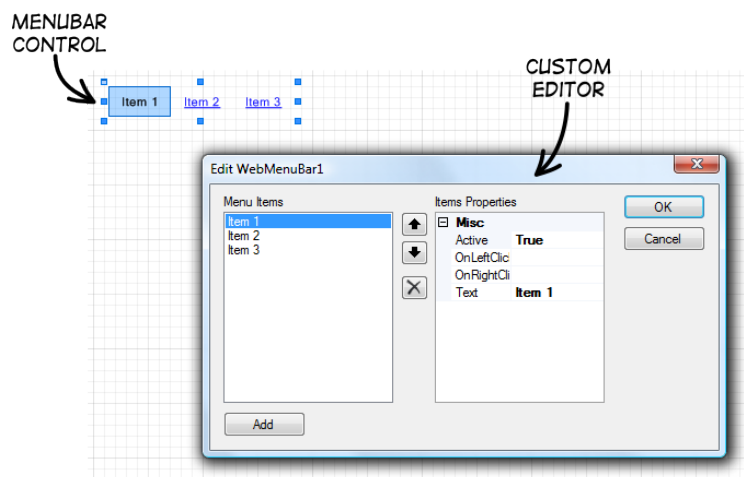 MENUBAR
CONTROL
CUSTOM
EDITOR
Item 1 Item 2 Item 3
Edit WebMenuBar1
Menu Items
Items Properties
Item 1
Item 2
Item 3
Misc
Active True
OnLeftClic
OnRightCli
Text Item 1
OK
Cancel
Add